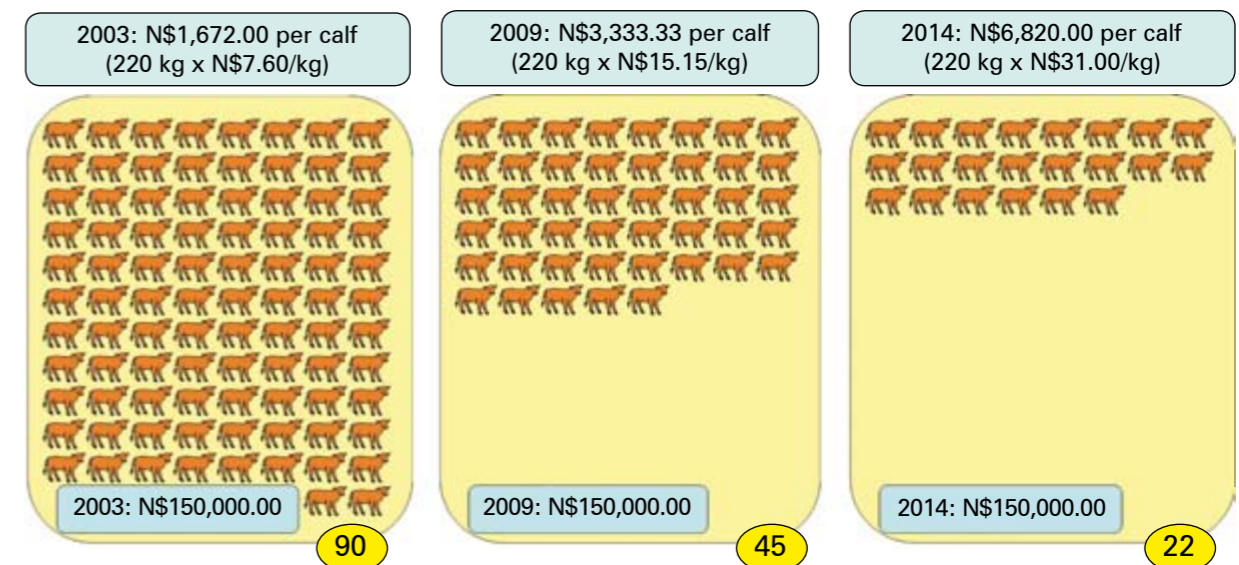 2003: N$1,672.00 per calf
(220 kg x N$7.60/kg)
2003: N$150,000.00
90
2009: N$3,333.33 per calf
(220 kg x N$15.15/kg)
2009: N$150,000.00
45
2014: N$6,820.00 per calf
(220 kg x N$31.00/kg)
2014: N$150,000.00
22